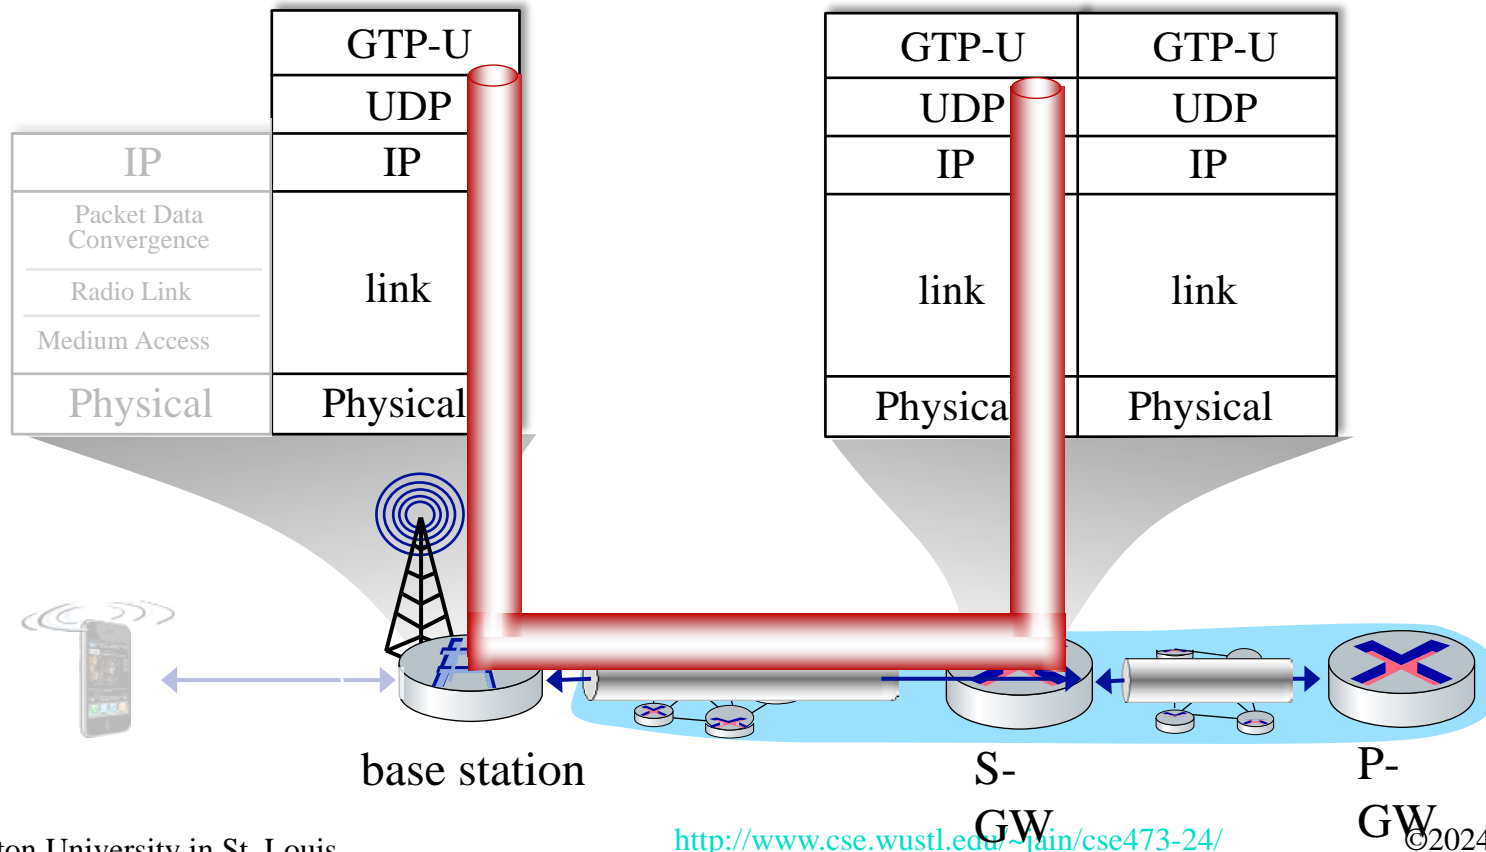 GTP-U
UDP
IP
link
Physical
IP
Packet Data
Convergence
Radio Link
Medium Access
Physical
GTP-U GTP-U
UDP UDP
IP IP
link link
Physica Physical
base station
S-
GW
P-
GW
ton University in St. Louis
http://www.cse.wustl.edu/~jain/cse473-24/
©2024